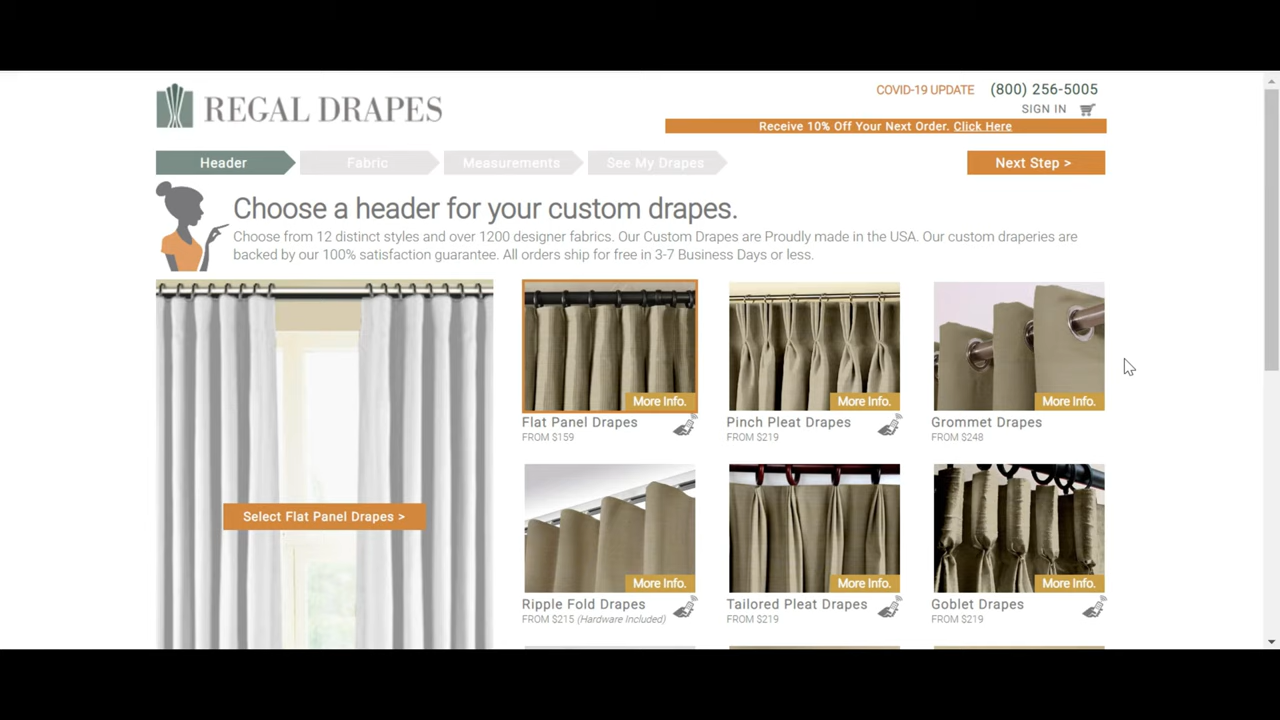 REGAL DRAPES
COVID-19 UPDATE (800) 256-5005
SIGN IN
Receive 10% Off Your Next Order. Click Here
Header Fabric Measurements See My Drapes Next Step >
Choose a header for your custom drapes.
Choose from 12 distinct styles and over 1200 designer fabrics. Our Custom Drapes are Proudly made in the USA. Our custom draperies are
backed by our 100% satisfaction guarantee. All orders ship for free in 3-7 Business Days or less.
Select Flat Panel Drapes >
More Info. More Info. More Info.
Flat Panel Drapes Pinch Pleat Drapes Grommet Drapes
FROM $159 FROM $219 FROM $248
More Info. More Info. More Info.
Ripple Fold Drapes Tailored Pleat Drapes Goblet Drapes
FROM $215 (Hardware Included) FROM $219 FROM $219